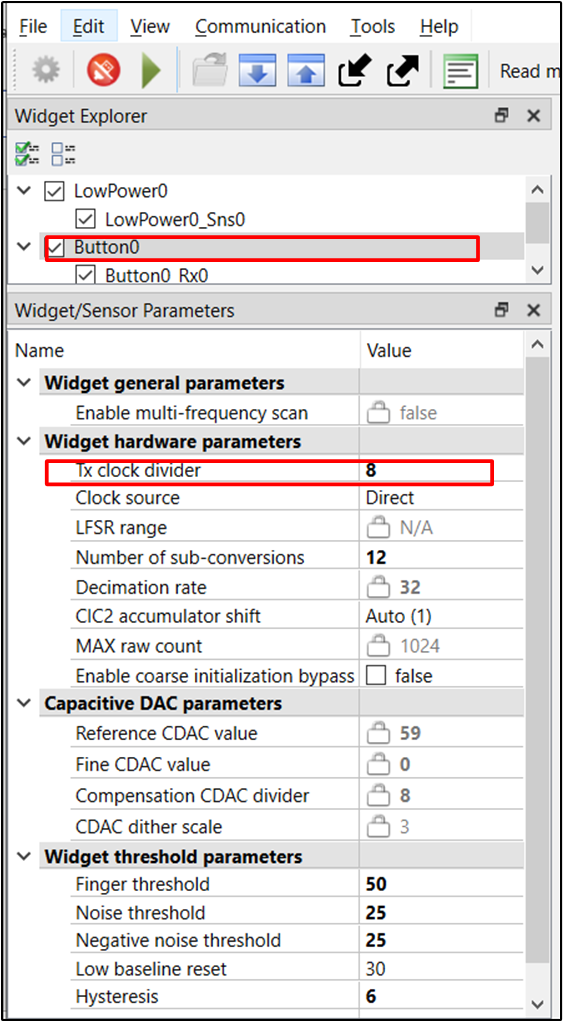 File Edit View Communication Tools Help
Read m
Widget Explorer
LowPower0
LowPower0_Sns0
Button0
Button0_Rx0
Widget/Sensor Parameters
Name Value
Widget general parameters
Enable multi-frequency scan false
Widget hardware parameters
Tx clock divider 8
Clock source Direct
LFSR range N/A
Number of sub-conversions 12
Decimation rate 32
CIC2 accumulator shift Auto (1)
MAX raw count 1024
Enable coarse initialization bypass false
Capacitive DAC parameters
Reference CDAC value 59
Fine CDAC value 0
Compensation CDAC divider 8
CDAC dither scale 3
Widget threshold parameters
Finger threshold 50
Noise threshold 25
Negative noise threshold 25
Low baseline reset 30
Hysteresis 6